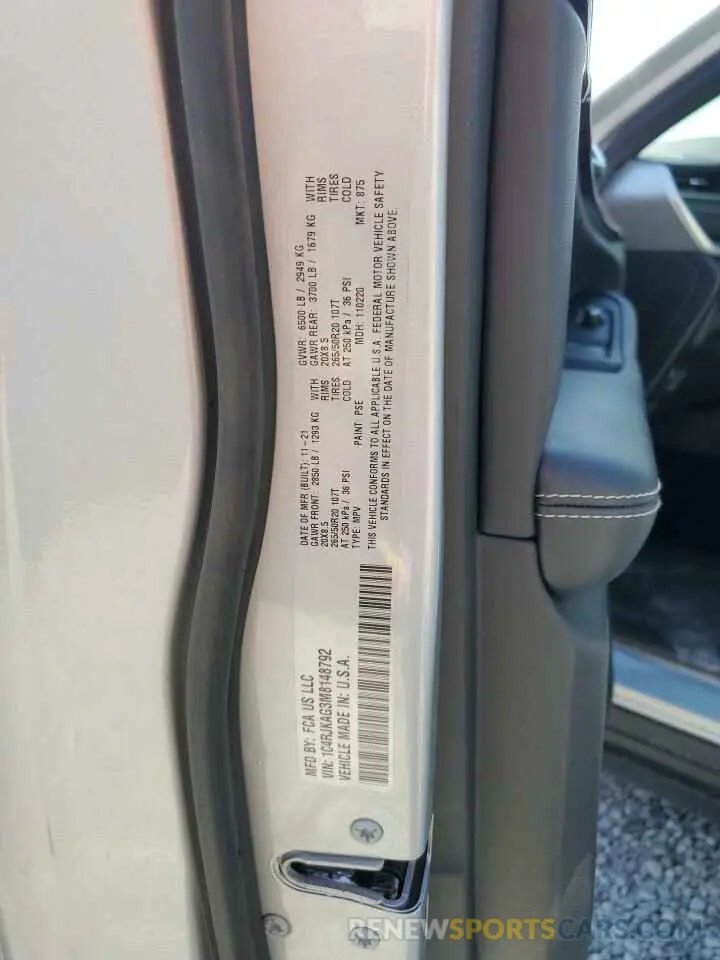 MFD BY: FCA US LLC
VIN: 1C4RJKAG3M8148792
VEHICLE MADE IN: U.S.A.
DATE OF MFR (BUILT): 11-21 GVWR: 6500 LB / 2949 KG
GAWR FRONT: 2850 LB / 1293 KG WITH GAWR REAR: 3700 LB / 1679 KG WITH
20X8.5 RIMS 20X8.5 RIMS
265/50R20 107T TIRES 265/50R20 107T TIRES
AT 250 kPa / 36 PSI COLD AT 250 kPa / 36 PSI COLD
TYPE: MPV PAINT: PSE MDH: 110220 MKT: 875
THIS VEHICLE CONFORMS TO ALL APPLICABLE U.S.A. FEDERAL MOTOR VEHICLE SAFETY
STANDARDS IN EFFECT ON THE DATE OF MANUFACTURE SHOWN ABOVE.
RENEWSPORTSCARS.COM